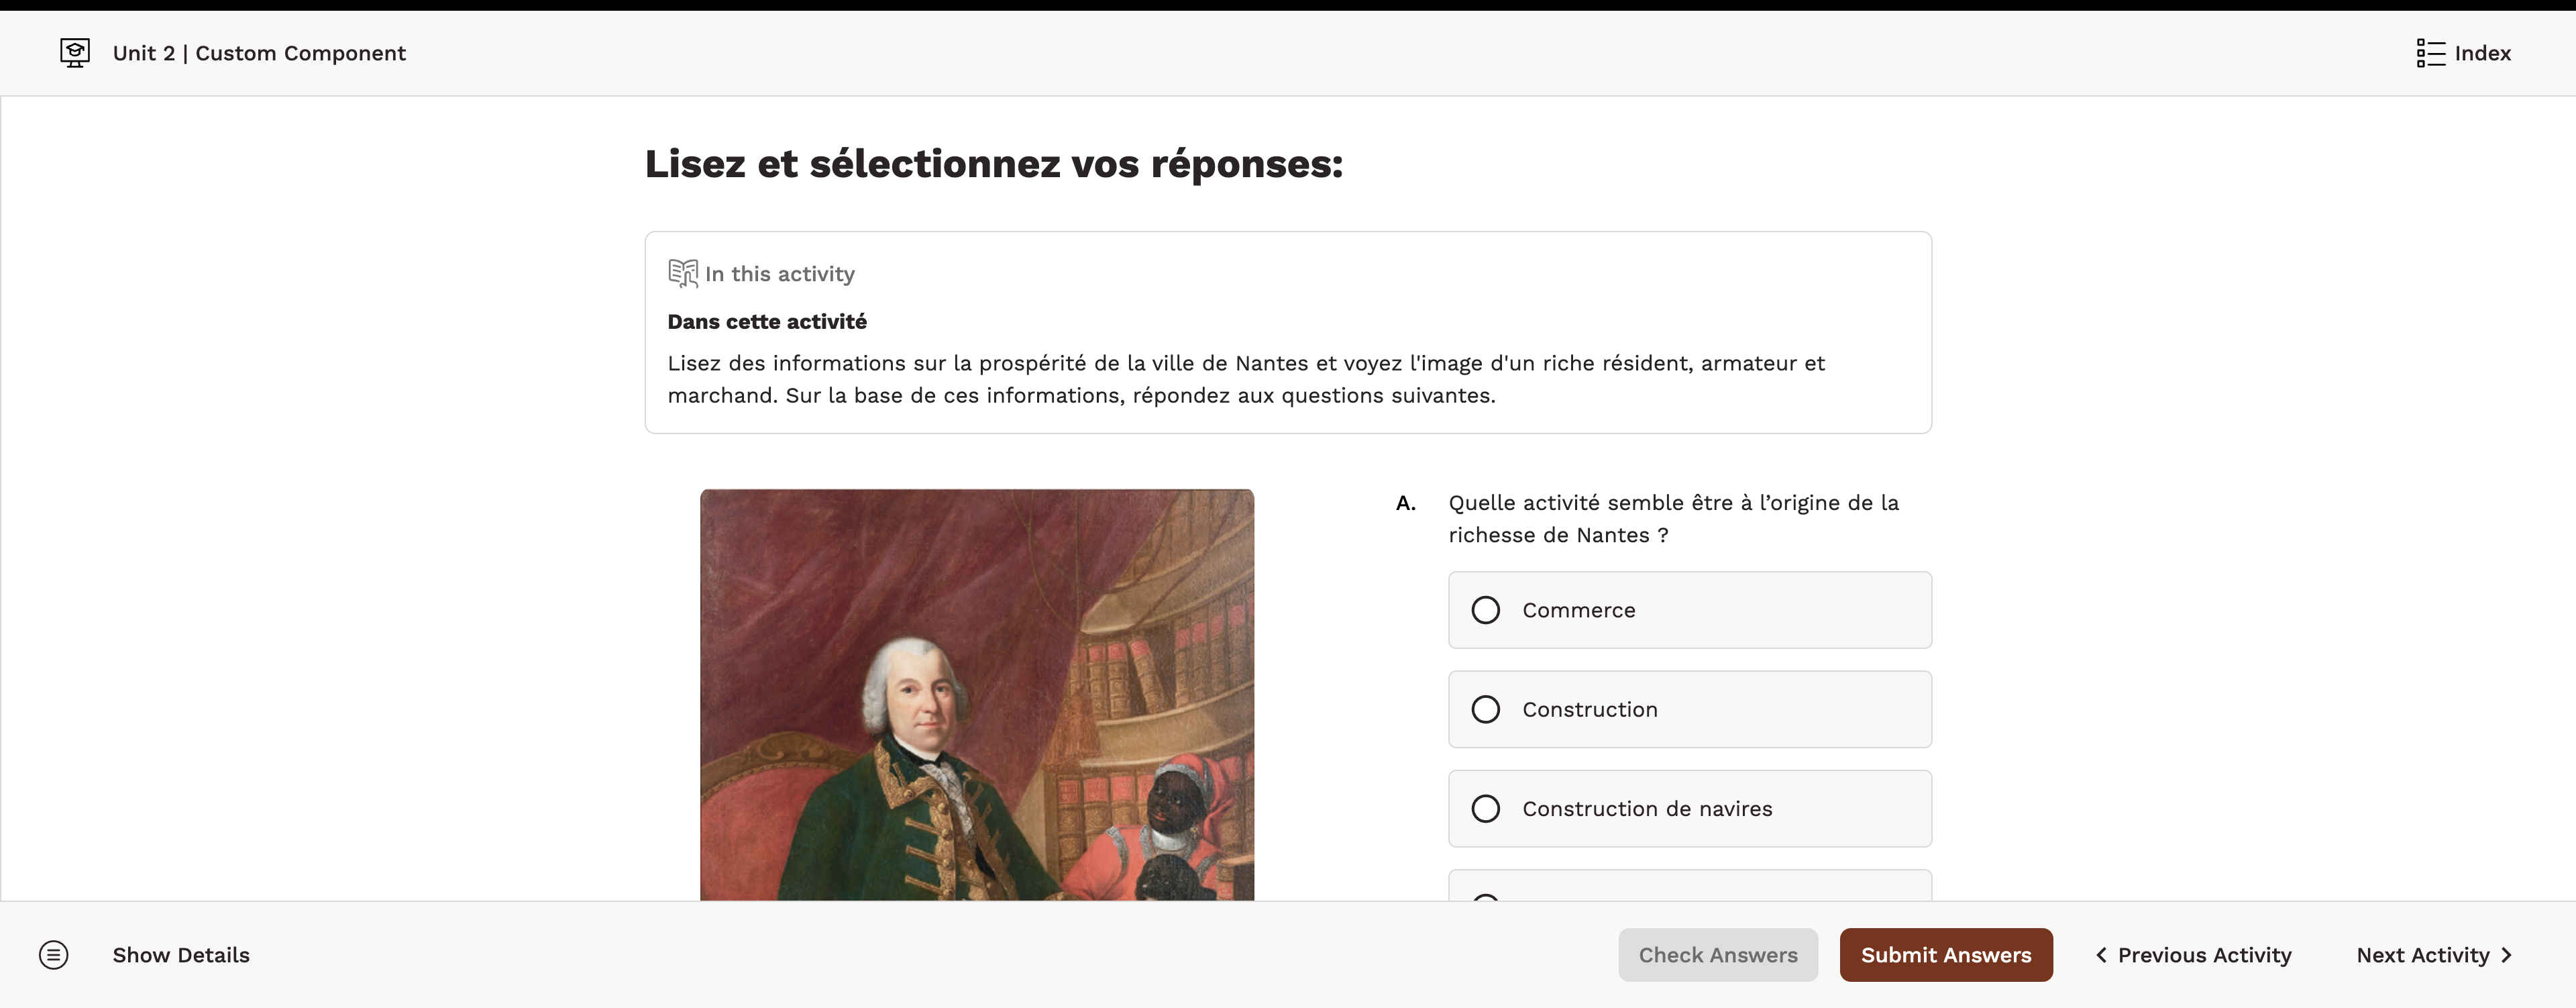 Unit 2 | Custom Component
Index
Lisez et sélectionnez vos réponses:
In this activity
Dans cette activité
Lisez des informations sur la prospérité de la ville de Nantes et voyez l'image d'un riche résident, armateur et
marchand. Sur la base de ces informations, répondez aux questions suivantes.
A. Quelle activité semble être à l’origine de la
richesse de Nantes ?
Commerce
Construction
Construction de navires
Show Details
Check Answers
Submit Answers
Previous Activity
Next Activity